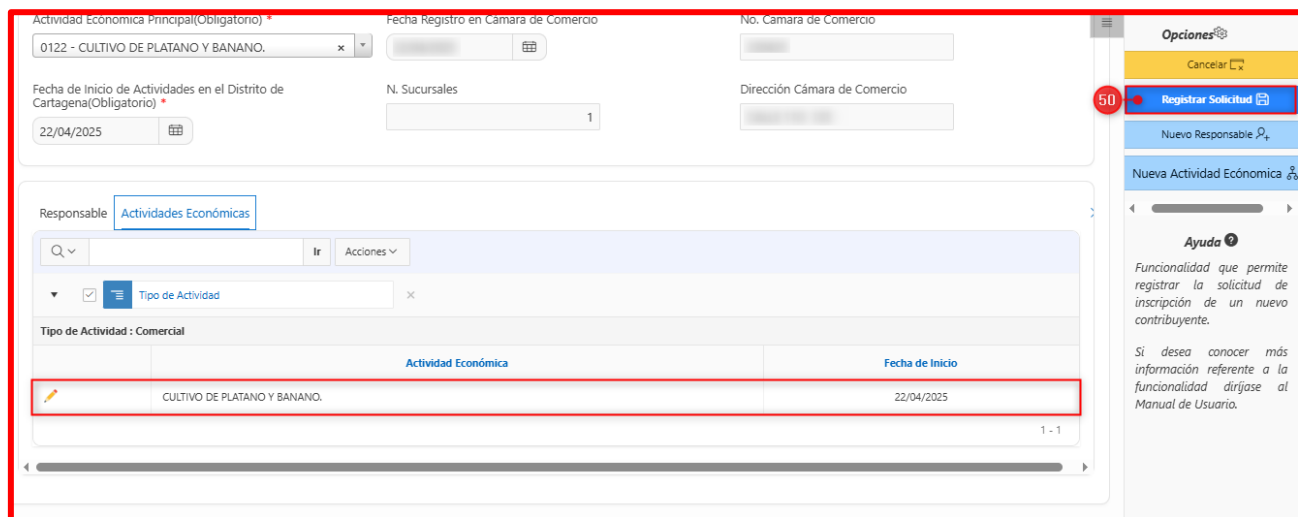 Actividad Económica Principal(Obligatorio) *
Fecha Registro en Cámara de Comercio
No. Camara de Comercio
0122 - CULTIVO DE PLATANO Y BANANO.
Fecha de Inicio de Actividades en el Distrito de
Cartagena(Obligatorio) *
N. Sucursales
Dirección Cámara de Comercio
22/04/2025
1
Responsable
Actividades Económicas
Ir
Acciones
Tipo de Actividad
Tipo de Actividad : Comercial
Actividad Económica
Fecha de Inicio
CULTIVO DE PLATANO Y BANANO.
22/04/2025
1 - 1
Opciones
Cancelar
50
Registrar Solicitud
Nuevo Responsable
Nueva Actividad Ecónomica
Ayuda
Funcionalidad que permite
registrar la solicitud de
inscripción de un nuevo
contribuyente.
Si desea conocer más
información referente a la
funcionalidad diríjase al
Manual de Usuario.